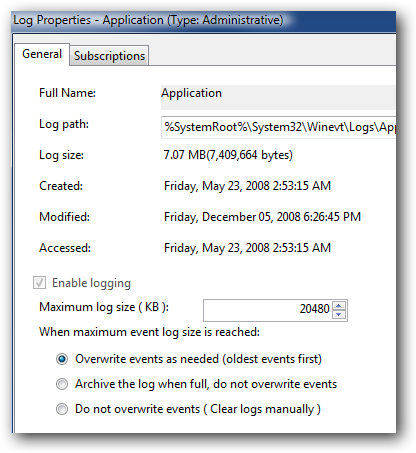 Log Properties - Application (Type: Administrative)
General
Subscriptions
Full Name: Application
Log path: %SystemRoot%\System32\Winevt\Logs\App
Log size: 7.07 MB(7,409,664 bytes)
Created: Friday, May 23, 2008 2:53:15 AM
Modified: Friday, December 05, 2008 6:26:45 PM
Accessed: Friday, May 23, 2008 2:53:15 AM
Enable logging
Maximum log size ( KB ): 20480
When maximum event log size is reached:
Overwrite events as needed (oldest events first)
Archive the log when full, do not overwrite events
Do not overwrite events ( Clear logs manually )